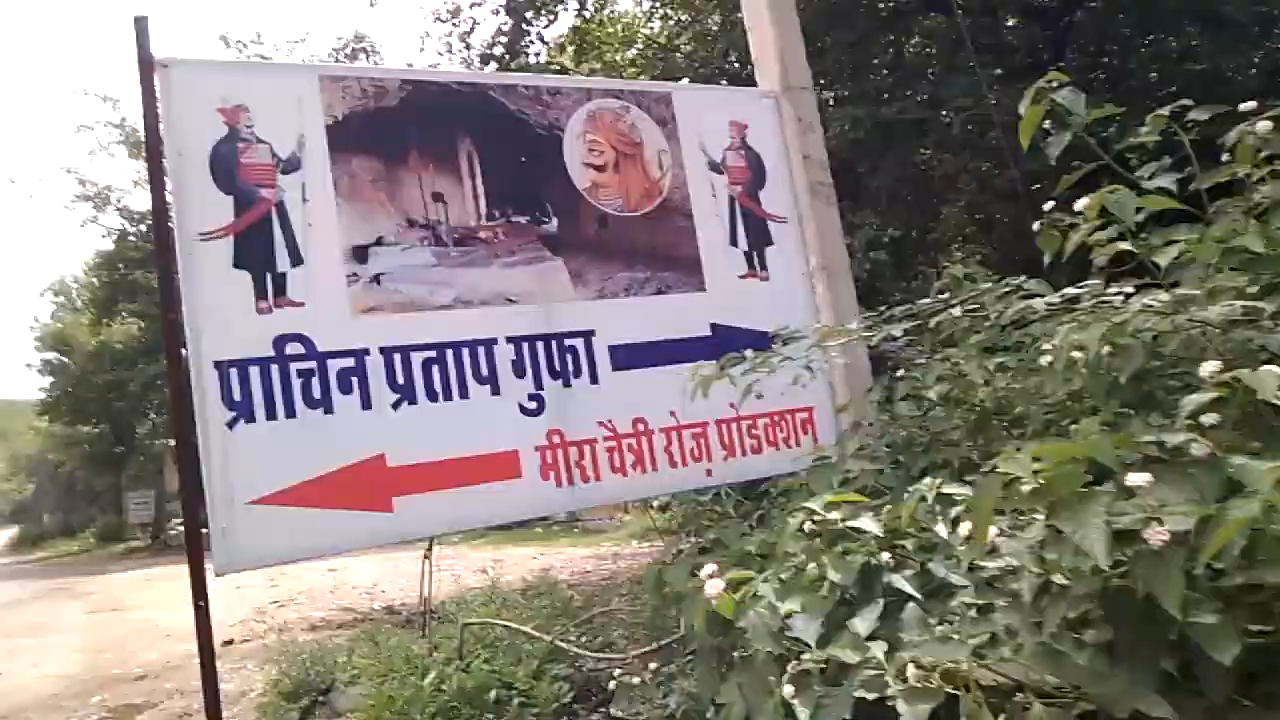 प्राचिन प्रताप गुफा
मीरा चैत्री रोज़ प्रोडक्शन